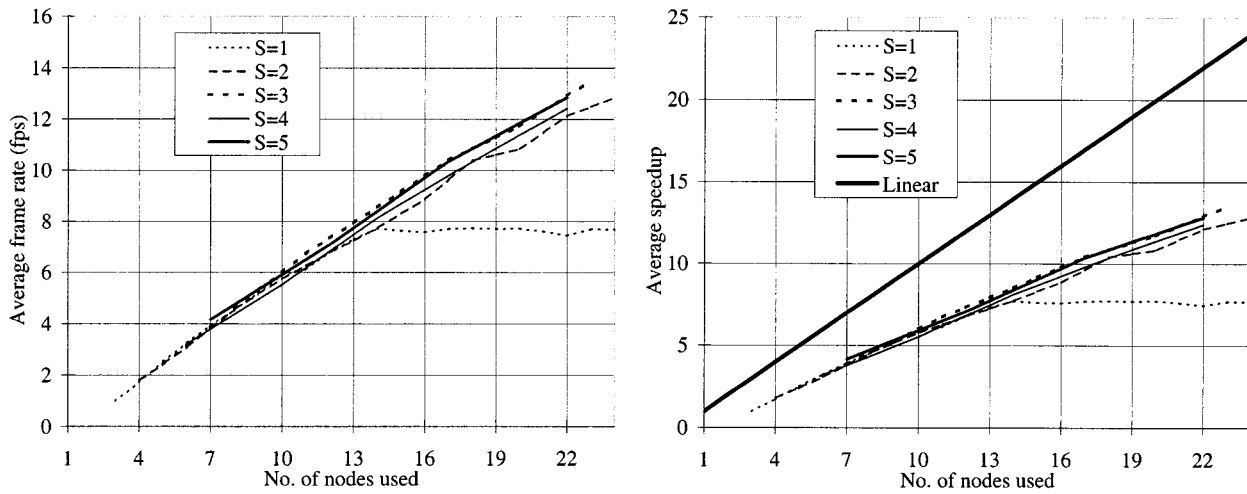 16
14
12
10
8
6
4
2
0
Average frame rate (fps)
S=1
S=2
S=3
S=4
S=5
1 4 7 10 13 16 19 22
No. of nodes used
25
20
15
10
5
0
Average speedup
S=1
S=2
S=3
S=4
S=5
Linear
1 4 7 10 13 16 19 22
No. of nodes used